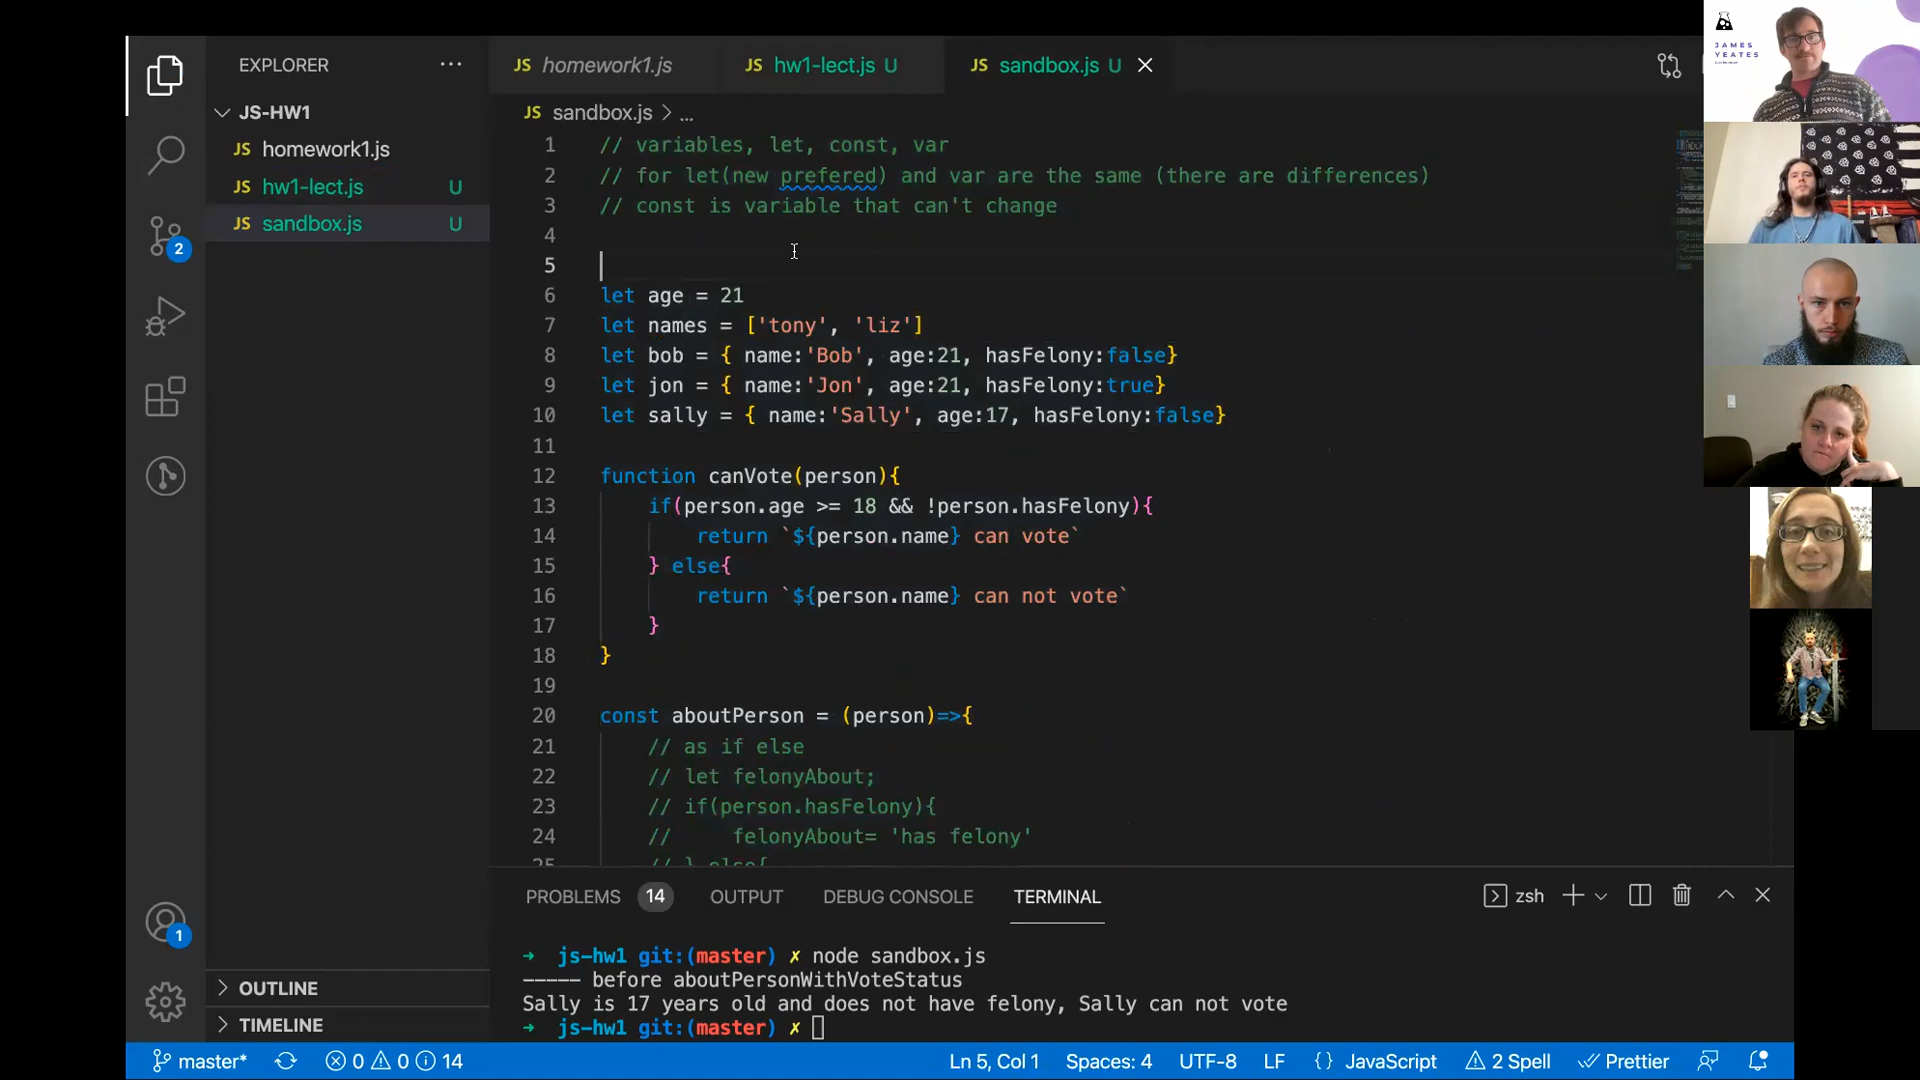 EXPLORER
JS-HW1
JS homework1.js
JS hw1-lect.js U
JS sandbox.js U
OUTLINE
TIMELINE
2
1
JS homework1.js
JS hw1-lect.js U
JS sandbox.js U
JS sandbox.js > ...
1 // variables, let, const, var
2 // for let(new prefered) and var are the same (there are differences)
3 // const is variable that can't change
4
5
6 let age = 21
7 let names = ['tony', 'liz']
8 let bob = { name:'Bob', age:21, hasFelony:false}
9 let jon = { name:'Jon', age:21, hasFelony:true}
10 let sally = { name:'Sally', age:17, hasFelony:false}
11
12 function canVote(person){
13 if(person.age >= 18 && !person.hasFelony){
14 return `${person.name} can vote`
15 } else{
16 return `${person.name} can not vote`
17 }
18 }
19
20 const aboutPerson = (person)=>{
21 // as if else
22 // let felonyAbout;
23 // if(person.hasFelony){
24 // felonyAbout= 'has felony'
25 // } else{
PROBLEMS 14 OUTPUT DEBUG CONSOLE TERMINAL zsh
→ js-hw1 git:(master) ✗ node sandbox.js
----- before aboutPersonWithVoteStatus
Sally is 17 years old and does not have felony, Sally can not vote
→ js-hw1 git:(master) ✗
master* 0 0 14 Ln 5, Col 1 Spaces: 4 UTF-8 LF {} JavaScript 2 Spell Prettier
JAMES
YEATES